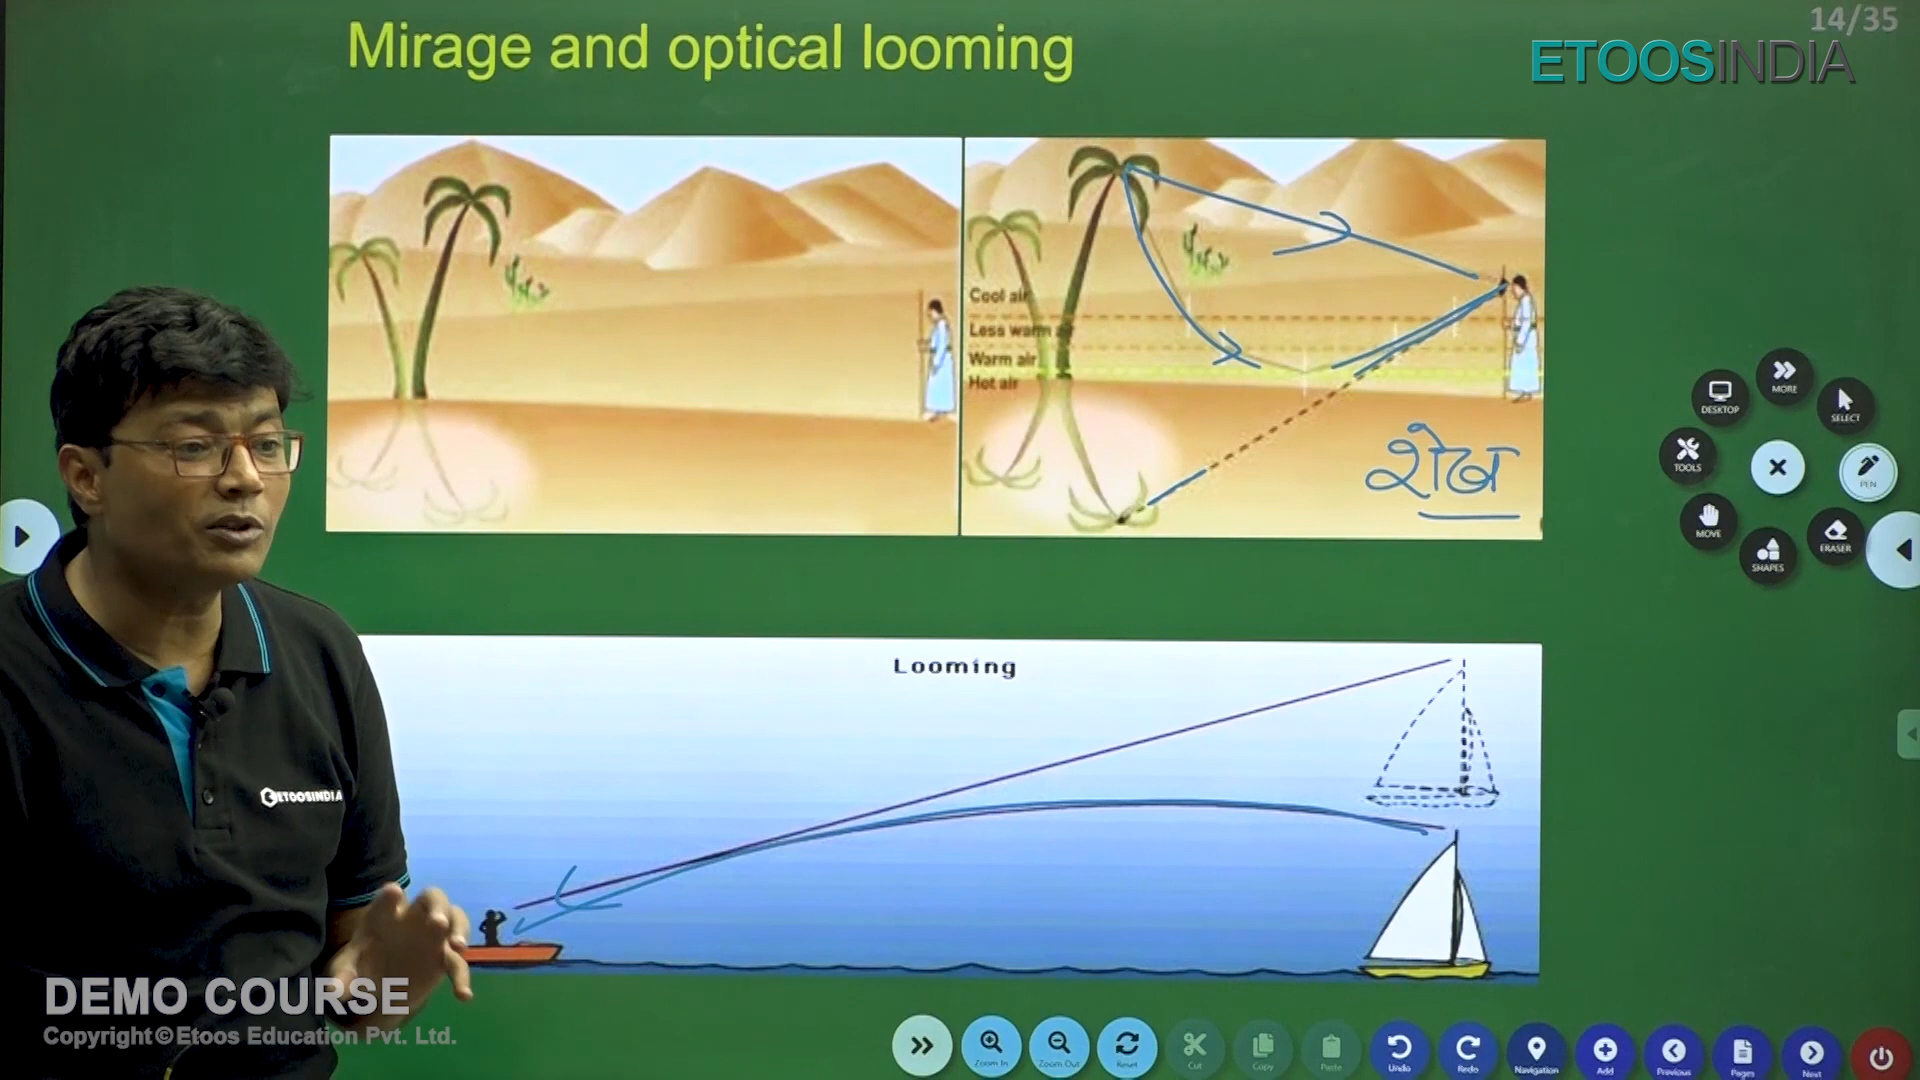 14/35
Mirage and optical looming
ETOOSINDIA
Cool air
Less warm air
Warm air
Hot air
शेख
MORE
DESKTOP
SELECT
TOOLS
PEN
MOVE
ERASER
SHAPES
Looming
ETOOSINDIA
DEMO COURSE
Copyright©Etoos Education Pvt. Ltd.
Zoom In
Zoom Out
Reset
Cut
Copy
Paste
Undo
Redo
Navigation
Add
Previous
Pages
Next